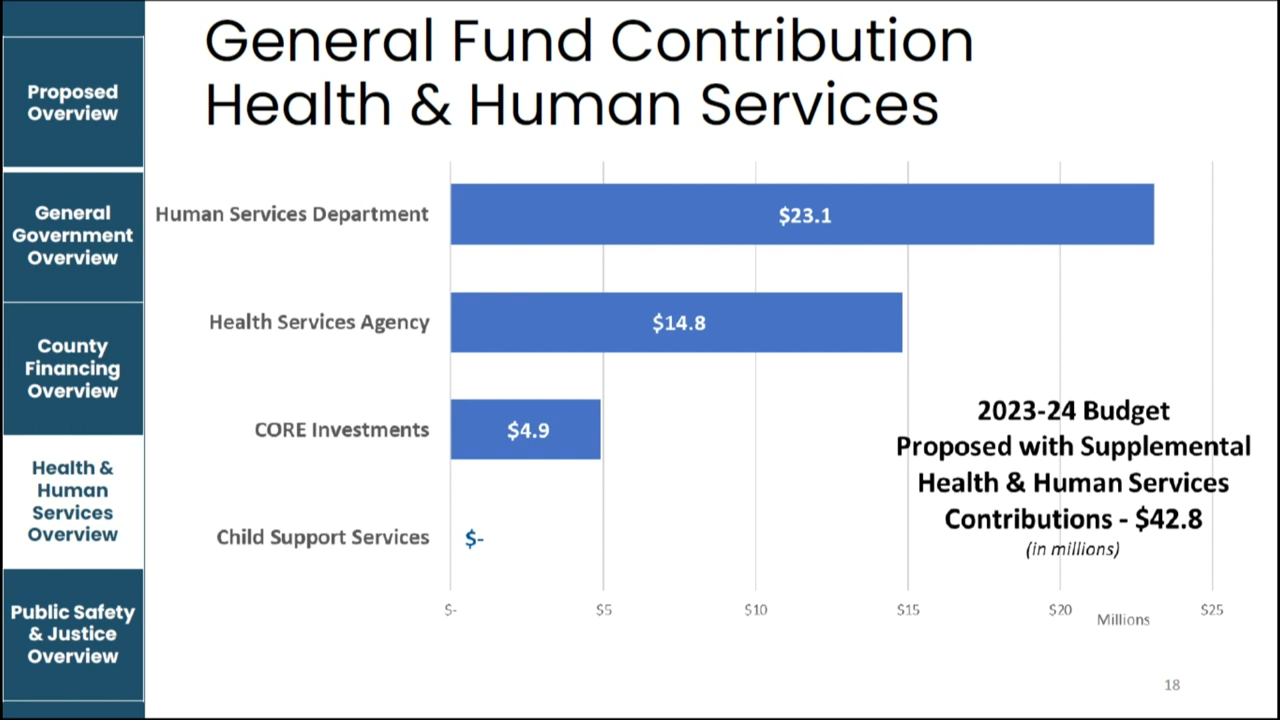 General Fund Contribution
Health & Human Services
Proposed
Overview
General
Government
Overview
County
Financing
Overview
Health &
Human
Services
Overview
Public Safety
& Justice
Overview
Human Services Department
$23.1
Health Services Agency
$14.8
CORE Investments
$4.9
Child Support Services
$-
2023-24 Budget
Proposed with Supplemental
Health & Human Services
Contributions - $42.8
(in millions)
$-
$5
$10
$15
$20
$25
Millions
18